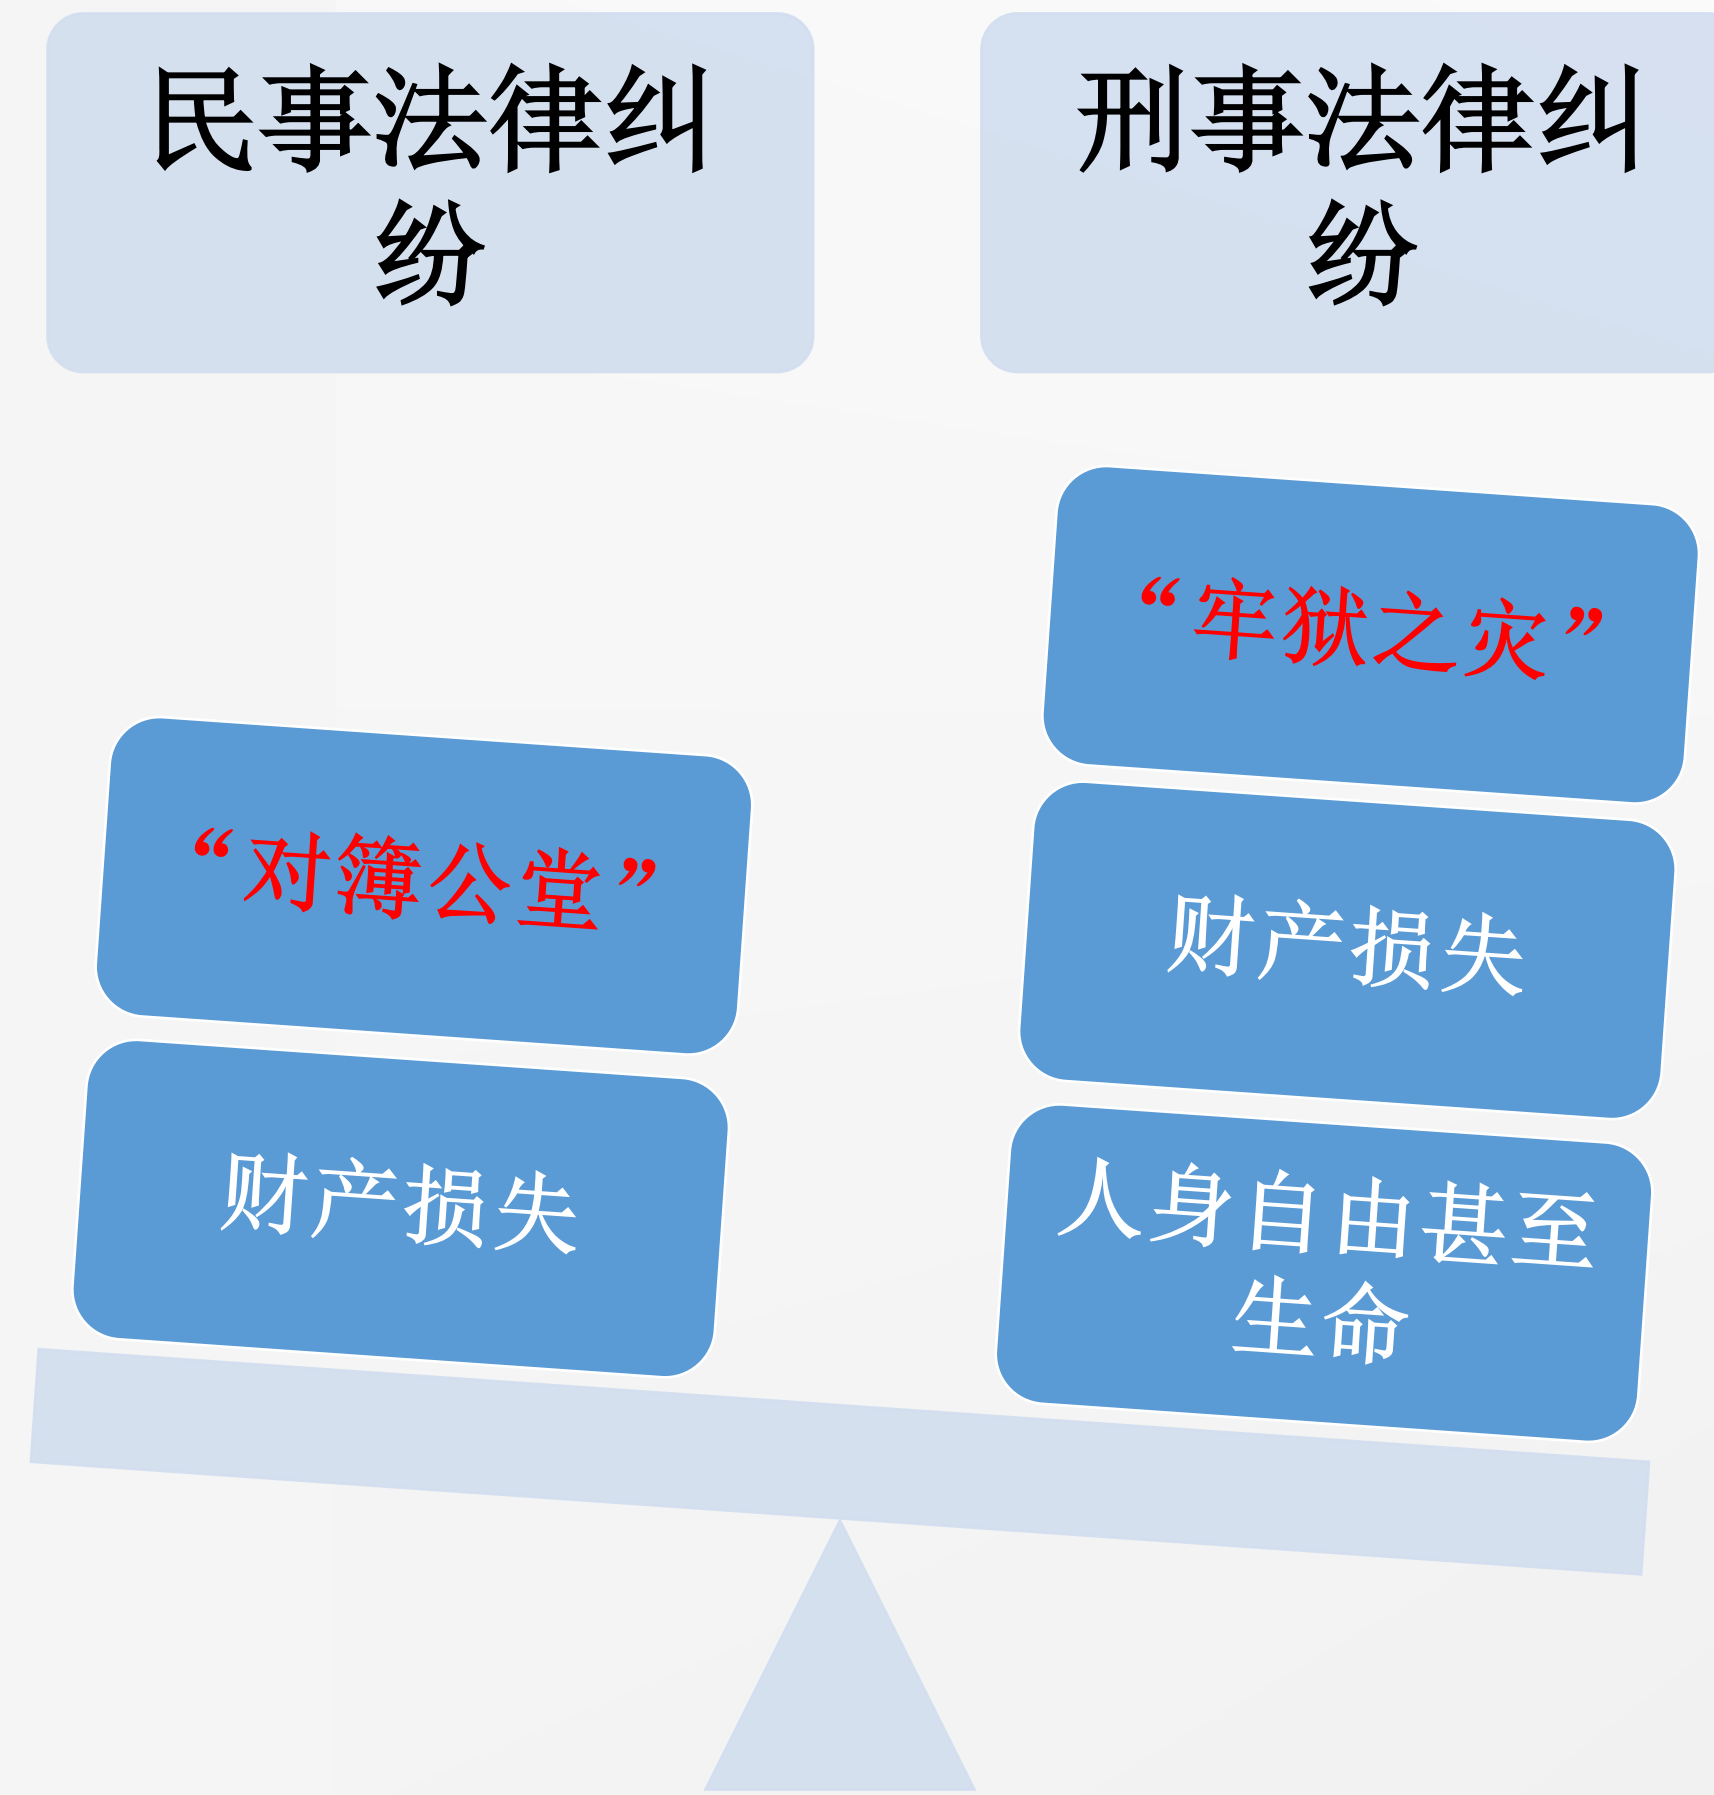 民事法律纠
纷
刑事法律纠
纷
“对簿公堂”
财产损失
“牢狱之灾”
财产损失
人身自由甚至
生命